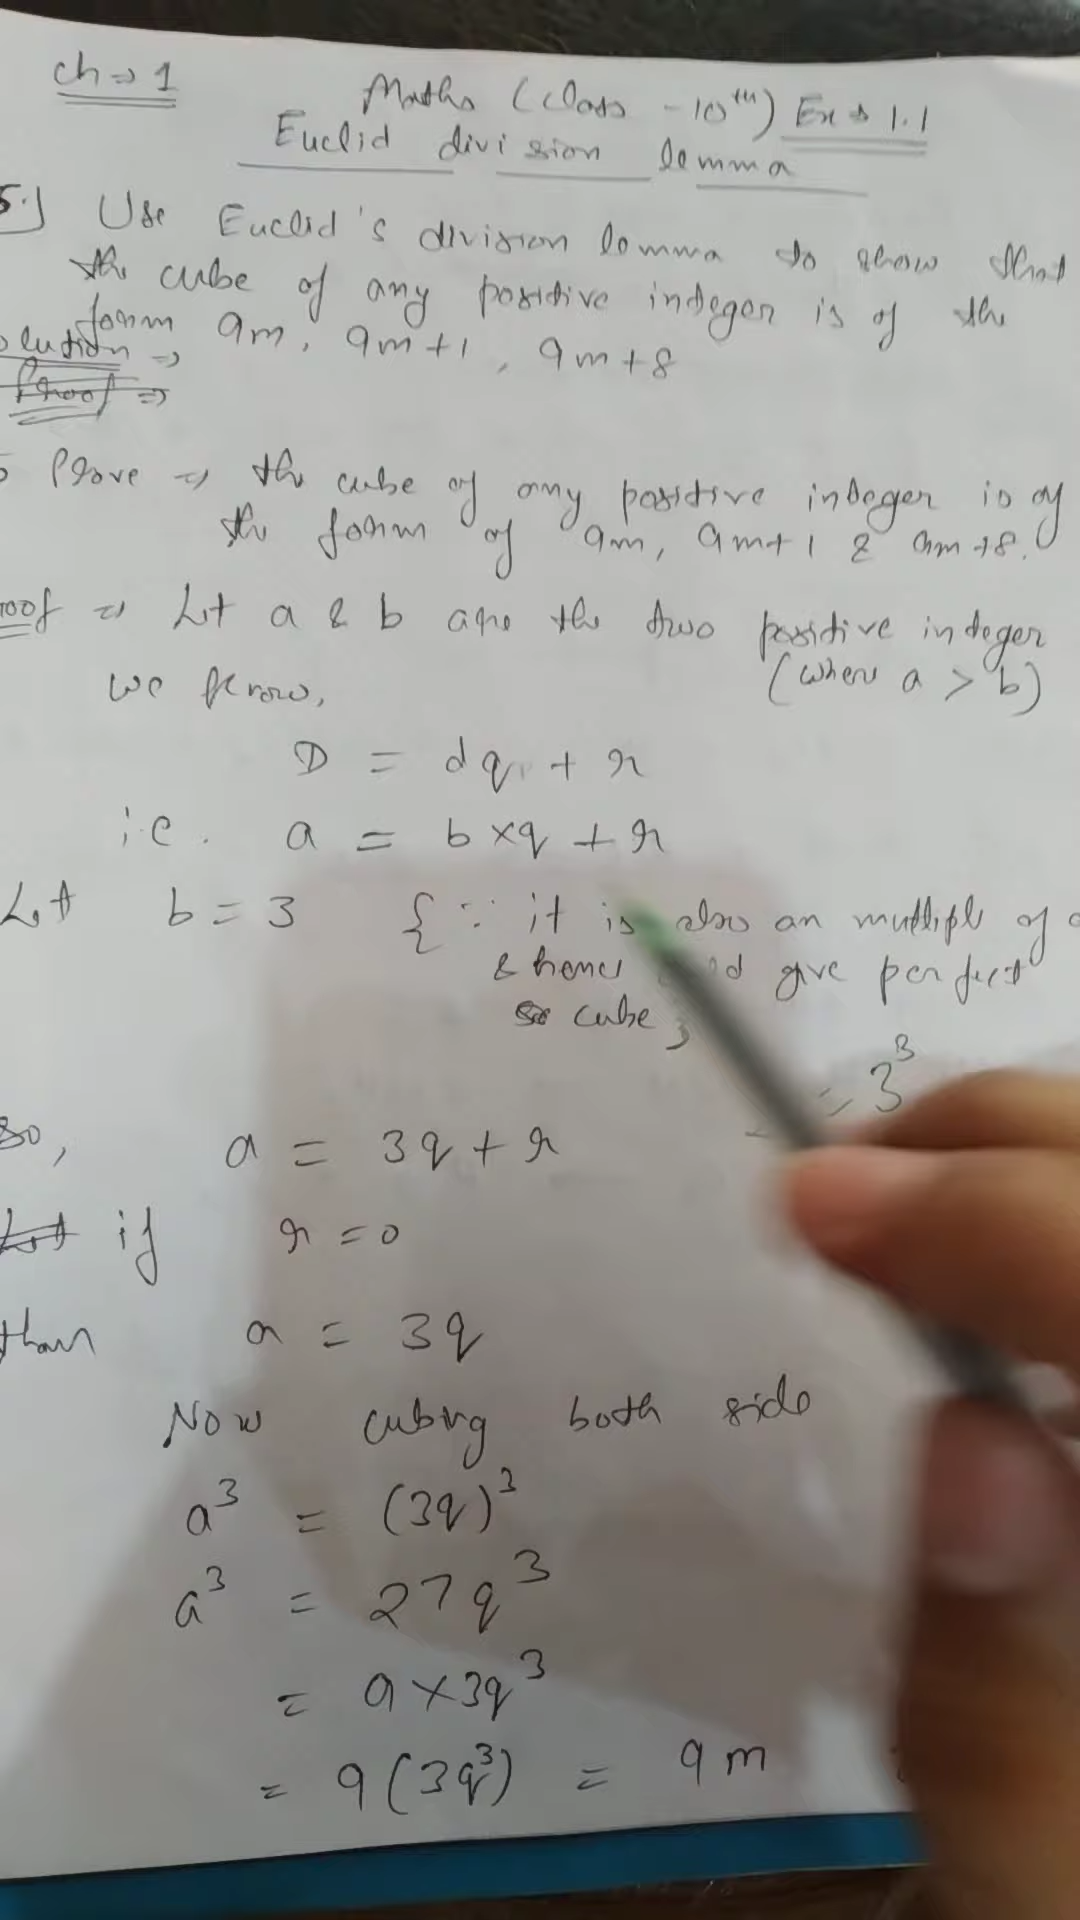 ch ⇒ 1
Maths (class - 10th) Ex ⇒ 1.1
Euclid division lemma
5.) Use Euclid's division lemma to show that
the cube of any positive integer is of the
form 9m, 9m+1, 9m+8
olution ⇒
Proof ⇒
Prove ⇒ the cube of any positive integer is of
the form of 9m, 9m+1 & 9m+8.
roof ⇒ Let a & b are the two positive integer
(where a > b)
we know,
D = dq + r
i.e. a = b×q + r
Let b = 3 {∵ it is also an multiple of
& hence give perfect
cube }
= 3³
so, a = 3q + r
Let if r = 0
than a = 3q
Now cubing both side
a³ = (3q)³
a³ = 27q³
= 9×3q³
= 9(3q³) = 9m